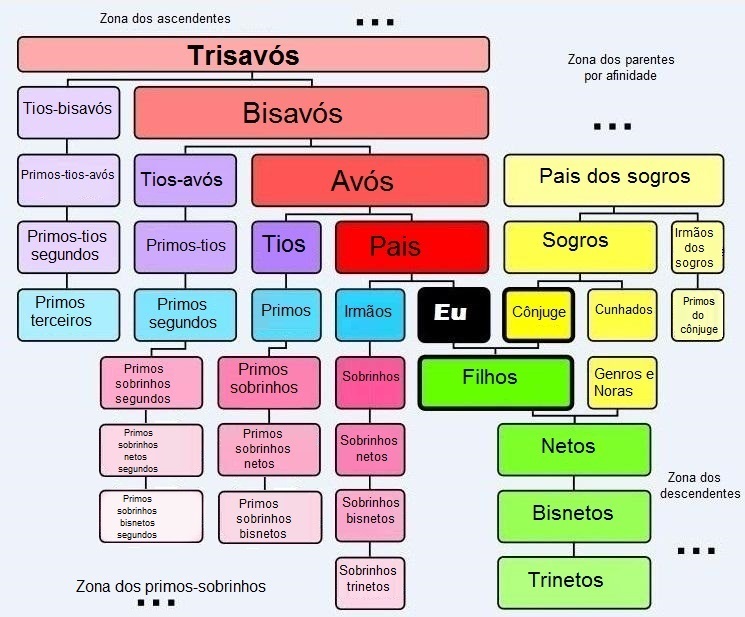 Zona dos ascendentes
...
Trisavós
Zona dos parentes
por afinidade
...
Tios-bisavós
Bisavós
Primos-tios-avós
Tios-avós
Avós
Pais dos sogros
Primos-tios
segundos
Primos-tios
Tios
Pais
Sogros
Irmãos
dos
sogros
Primos
terceiros
Primos
segundos
Primos
Irmãos
Eu
Cônjuge
Cunhados
Primos
do
cônjuge
Primos
sobrinhos
segundos
Primos
sobrinhos
Sobrinhos
Filhos
Genros e
Noras
Primos
sobrinhos
netos
segundos
Primos
sobrinhos
netos
Sobrinhos
netos
Netos
Primos
sobrinhos
bisnetos
segundos
Primos
sobrinhos
bisnetos
Sobrinhos
bisnetos
Bisnetos
Zona dos
descendentes
...
Sobrinhos
trinetos
Trinetos
Zona dos primos-sobrinhos
...